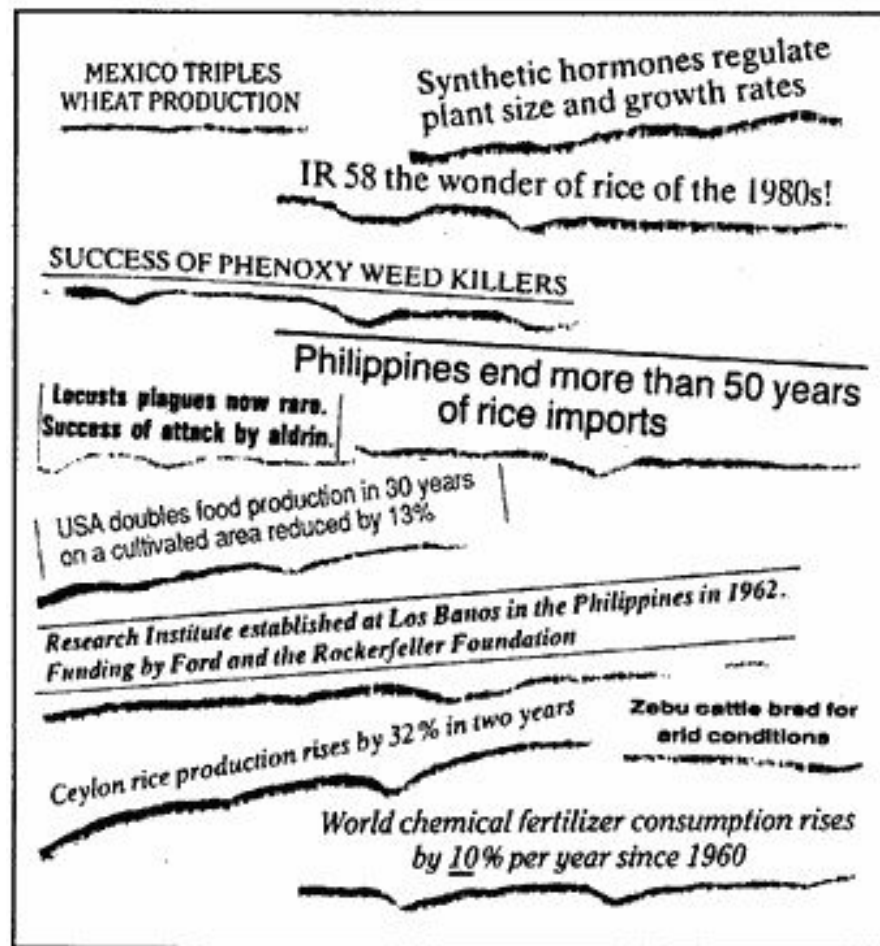 MEXICO TRIPLES
WHEAT PRODUCTION
Synthetic hormones regulate
plant size and growth rates
IR 58 the wonder of rice of the 1980s!
SUCCESS OF PHENOXY WEED KILLERS
Philippines end more than 50 years
of rice imports
Locusts plagues now rare.
Success of attack by aldrin.
USA doubles food production in 30 years
on a cultivated area reduced by 13%
Research Institute established at Los Banos in the Philippines in 1962.
Funding by Ford and the Rockerfeller Foundation
Ceylon rice production rises by 32% in two years
Zebu cattle bred for
arid conditions
World chemical fertilizer consumption rises
by 10% per year since 1960